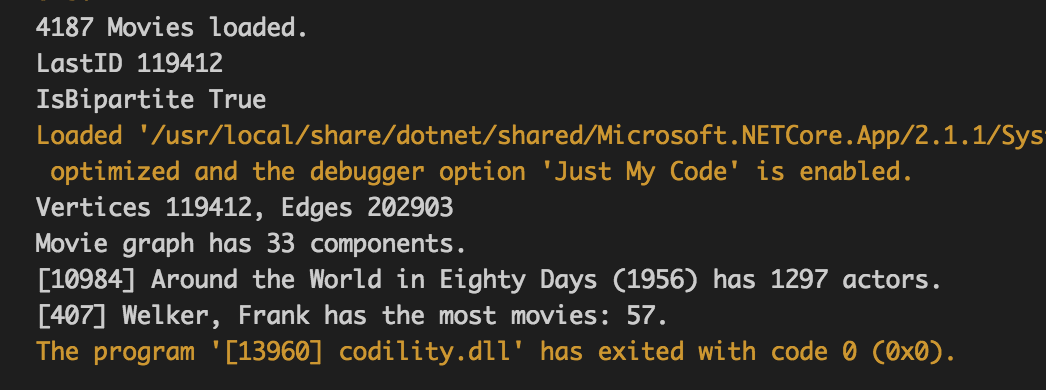 4187 Movies loaded.
LastID 119412
IsBipartite True
Loaded '/usr/local/share/dotnet/shared/Microsoft.NETCore.App/2.1.1/Sys
optimized and the debugger option 'Just My Code' is enabled.
Vertices 119412, Edges 202903
Movie graph has 33 components.
[10984] Around the World in Eighty Days (1956) has 1297 actors.
[407] Welker, Frank has the most movies: 57.
The program '[13960] codility.dll' has exited with code 0 (0x0).